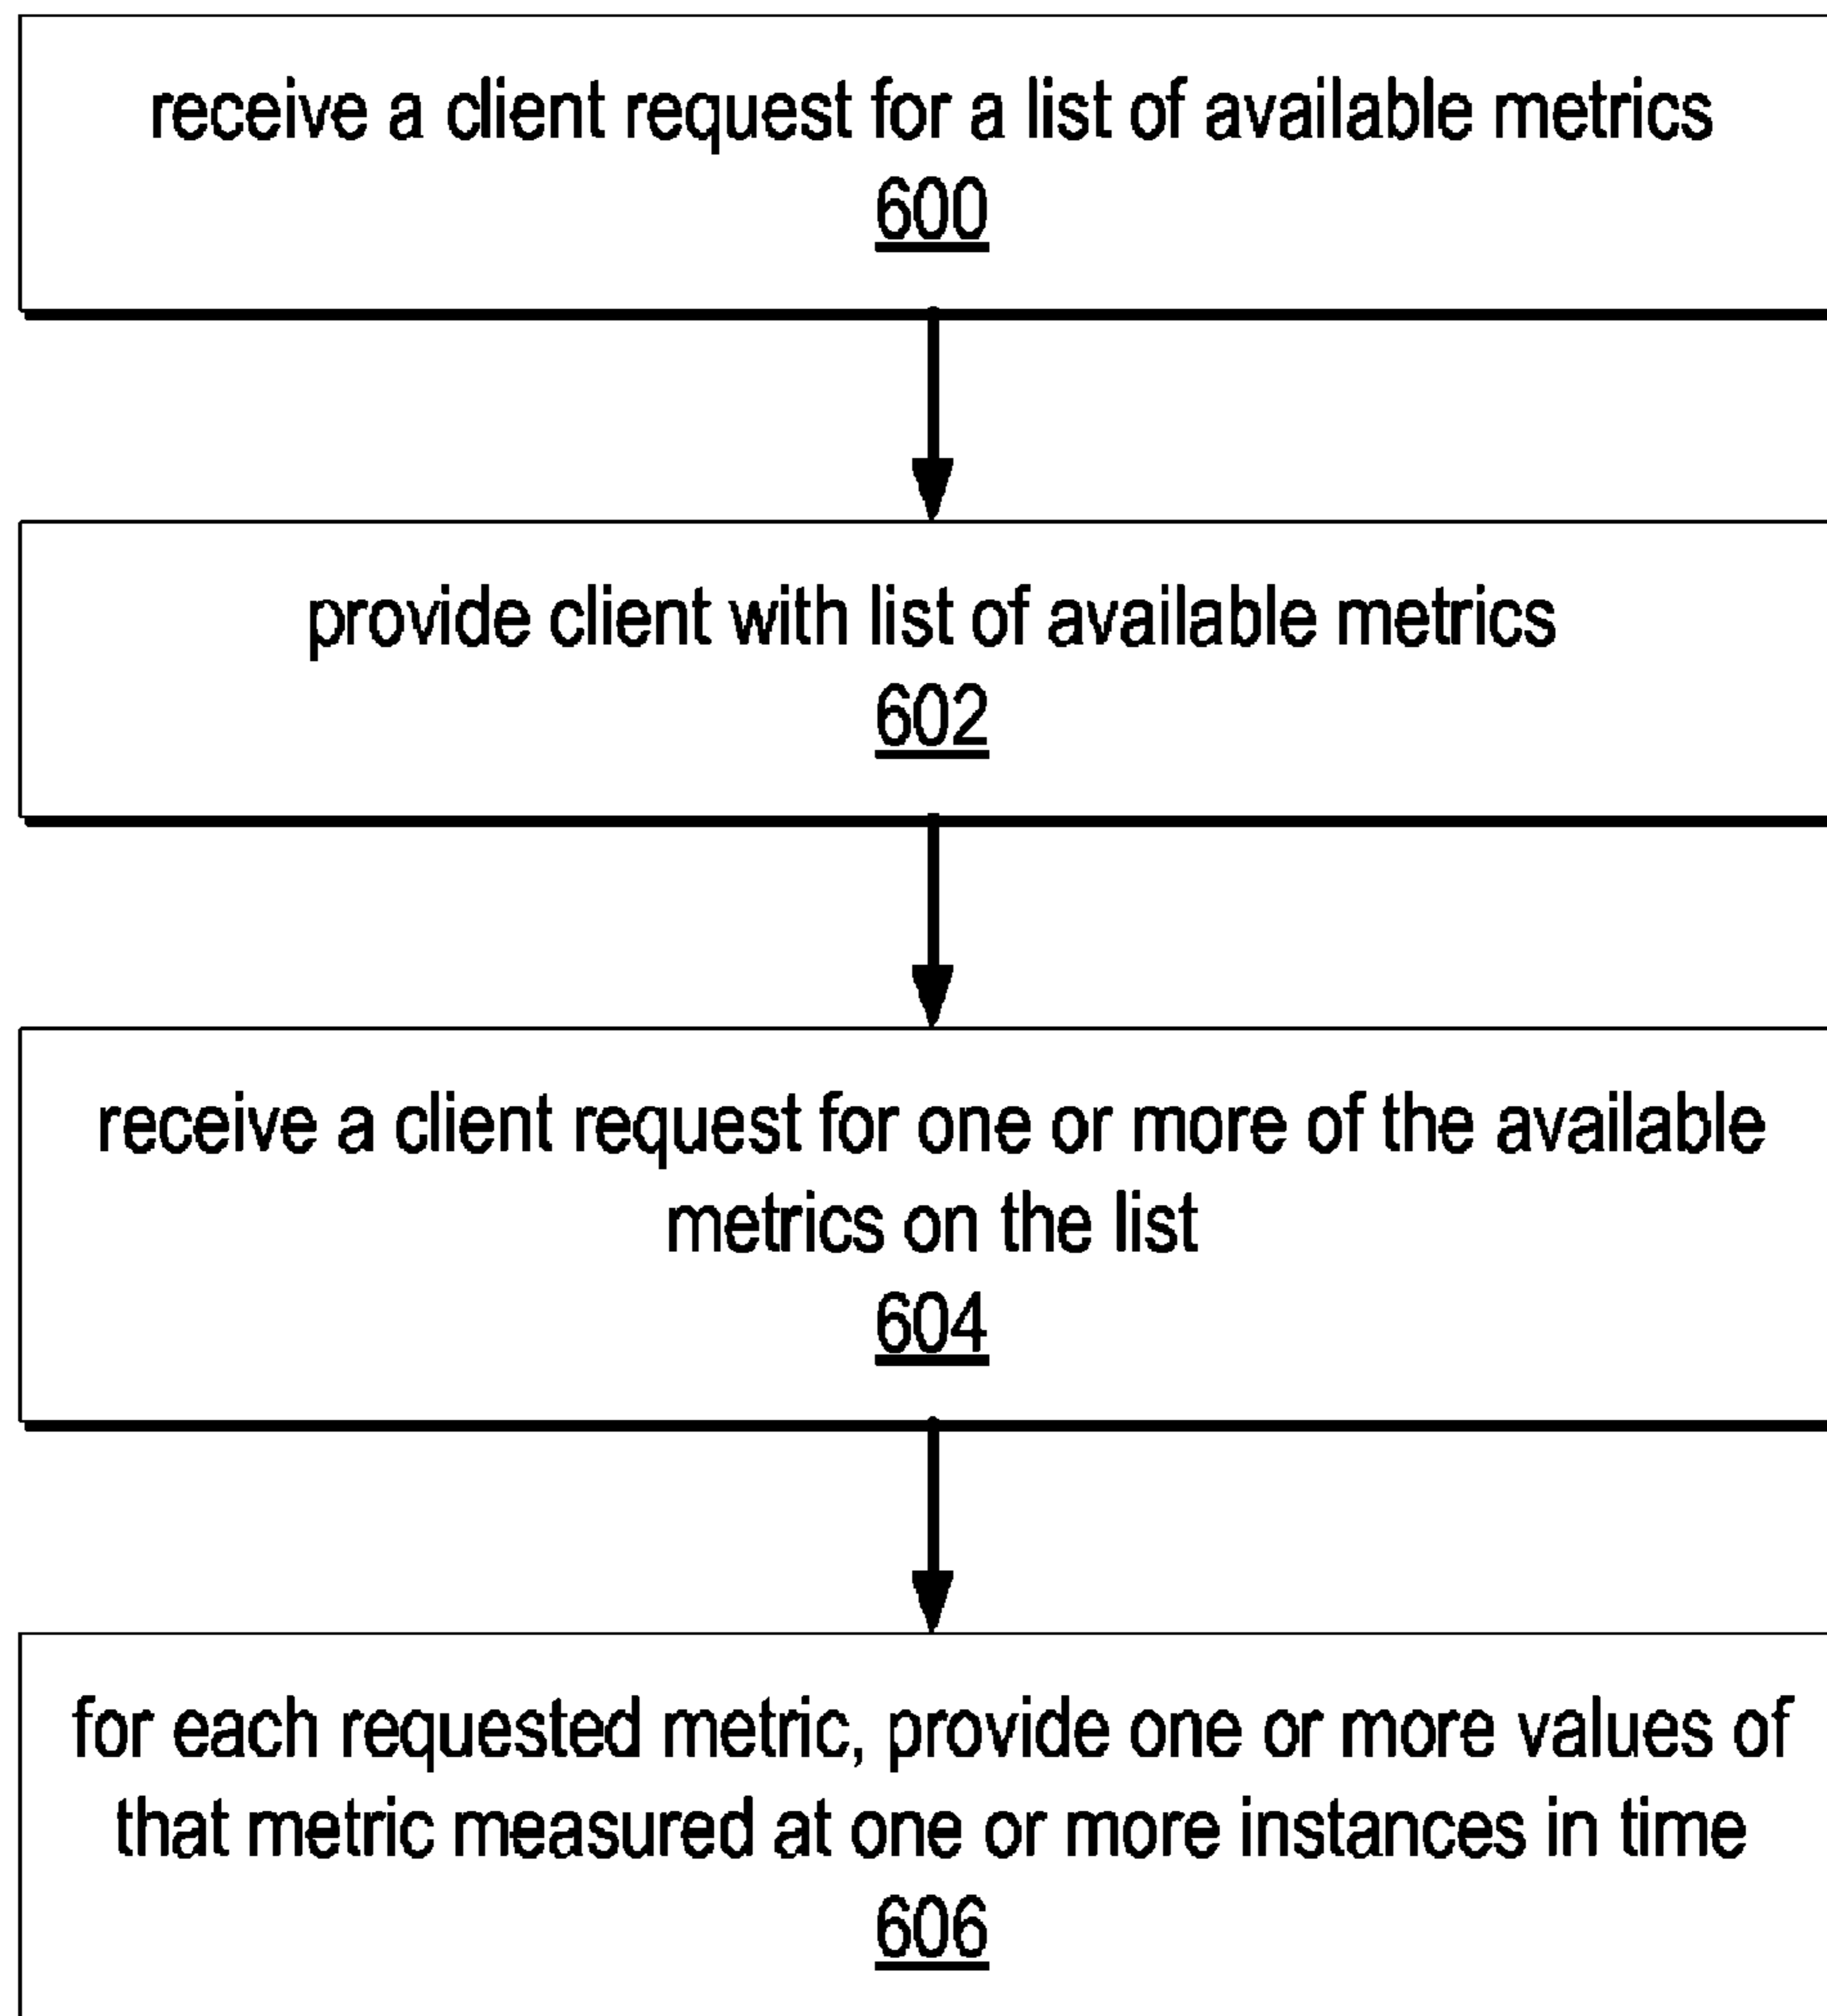 receive a client request for a list of available metrics
600
provide client with list of available metrics
602
receive a client request for one or more of the available
metrics on the list
604
for each requested metric, provide one or more values of
that metric measured at one or more instances in time
606